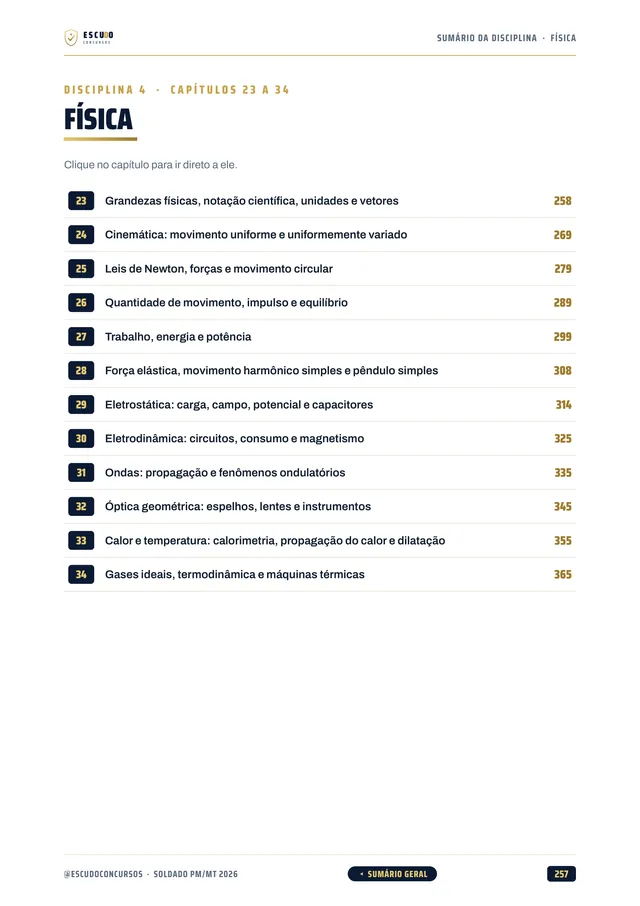 ESCUDO
CONCURSOS
SUMÁRIO DA DISCIPLINA · FÍSICA
DISCIPLINA 4 · CAPÍTULOS 23 A 34
FÍSICA
Clique no capítulo para ir direto a ele.
23 Grandezas físicas, notação científica, unidades e vetores 258
24 Cinemática: movimento uniforme e uniformemente variado 269
25 Leis de Newton, forças e movimento circular 279
26 Quantidade de movimento, impulso e equilíbrio 289
27 Trabalho, energia e potência 299
28 Força elástica, movimento harmônico simples e pêndulo simples 308
29 Eletrostática: carga, campo, potencial e capacitores 314
30 Eletrodinâmica: circuitos, consumo e magnetismo 325
31 Ondas: propagação e fenômenos ondulatórios 335
32 Óptica geométrica: espelhos, lentes e instrumentos 345
33 Calor e temperatura: calorimetria, propagação do calor e dilatação 355
34 Gases ideais, termodinâmica e máquinas térmicas 365
@ESCUDOCONCURSOS · SOLDADO PM/MT 2026
SUMÁRIO GERAL
257